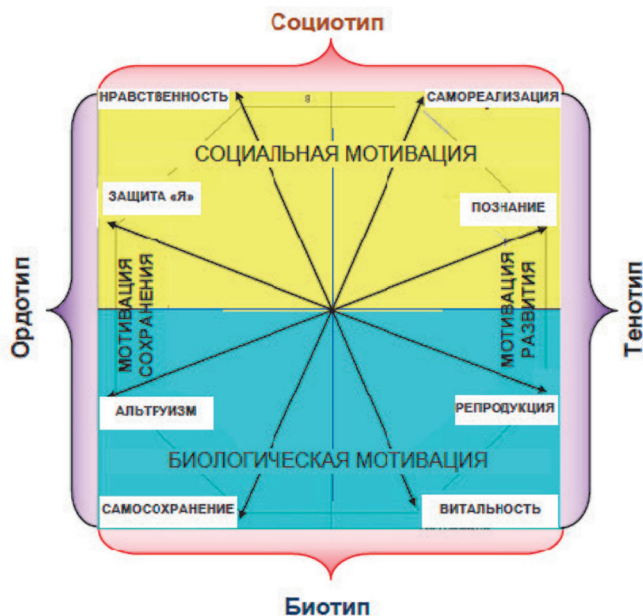 Социотип
НРАВСТВЕННОСТЬ
САМОРЕАЛИЗАЦИЯ
СОЦИАЛЬНАЯ МОТИВАЦИЯ
ЗАЩИТА «Я»
ПОЗНАНИЕ
Ордотип
МОТИВАЦИЯ
СОХРАНЕНИЯ
МОТИВАЦИЯ
РАЗВИТИЯ
Тенотип
АЛЬТРУИЗМ
РЕПРОДУКЦИЯ
БИОЛОГИЧЕСКАЯ МОТИВАЦИЯ
САМОСОХРАНЕНИЕ
ВИТАЛЬНОСТЬ
Биотип